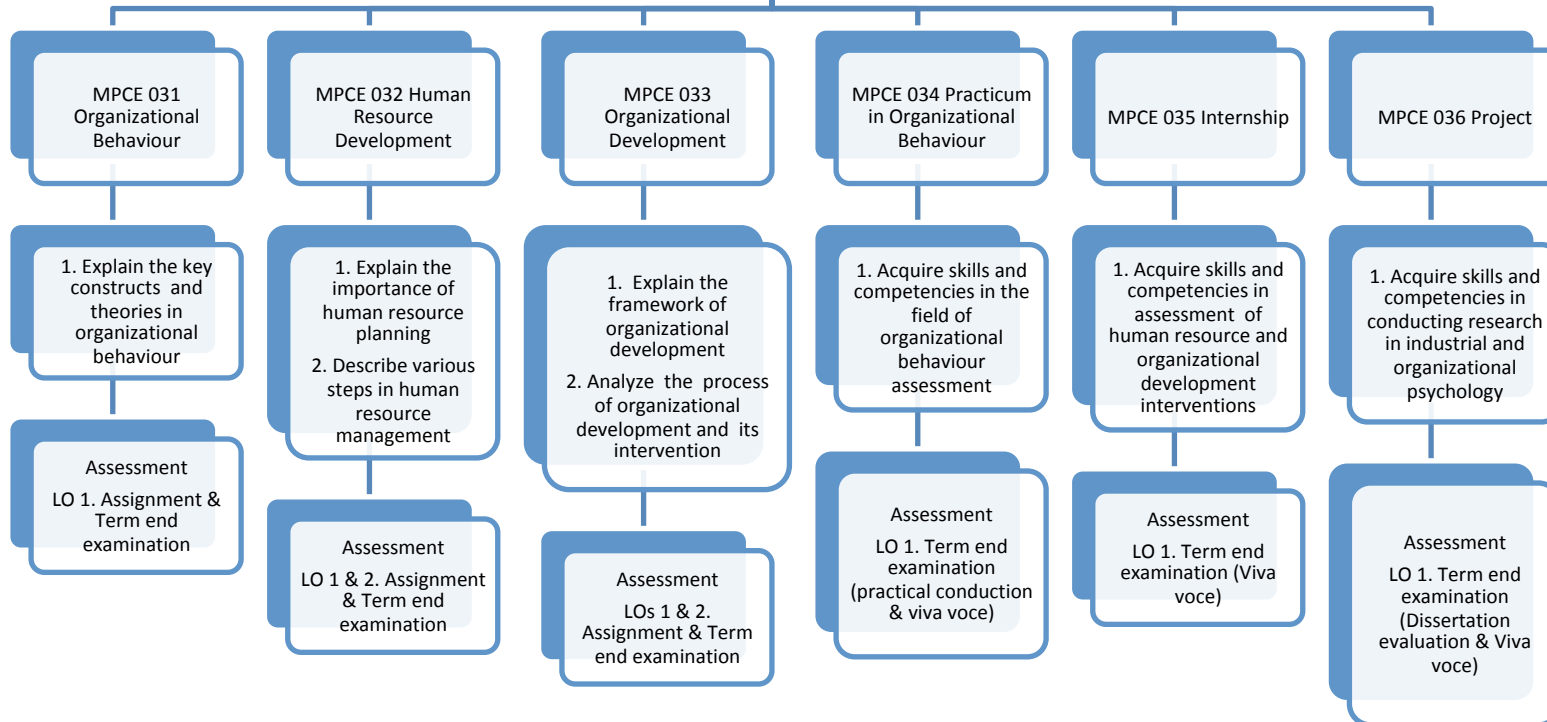 MPCE 031
Organizational
Behaviour
MPCE 032 Human
Resource
Development
MPCE 033
Organizational
Development
MPCE 034 Practicum
in Organizational
Behaviour
MPCE 035 Internship
MPCE 036 Project
1. Explain the key
constructs and
theories in
organizational
behaviour
1. Explain the
importance of
human resource
planning
2. Describe various
steps in human
resource
management
1. Explain the
framework of
organizational
development
2. Analyze the process
of organizational
development and its
intervention
1. Acquire skills and
competencies in the
field of
organizational
behaviour
assessment
1. Acquire skills and
competencies in
assessment of
human resource and
organizational
development
interventions
1. Acquire skills and
competencies in
conducting research
in industrial and
organizational
psychology
Assessment
LO 1. Assignment &
Term end
examination
Assessment
LO 1 & 2. Assignment
& Term end
examination
Assessment
LOs 1 & 2.
Assignment & Term
end examination
Assessment
LO 1. Term end
examination
(practical conduction
& viva voce)
Assessment
LO 1. Term end
examination (Viva
voce)
Assessment
LO 1. Term end
examination
(Dissertation
evaluation & Viva
voce)